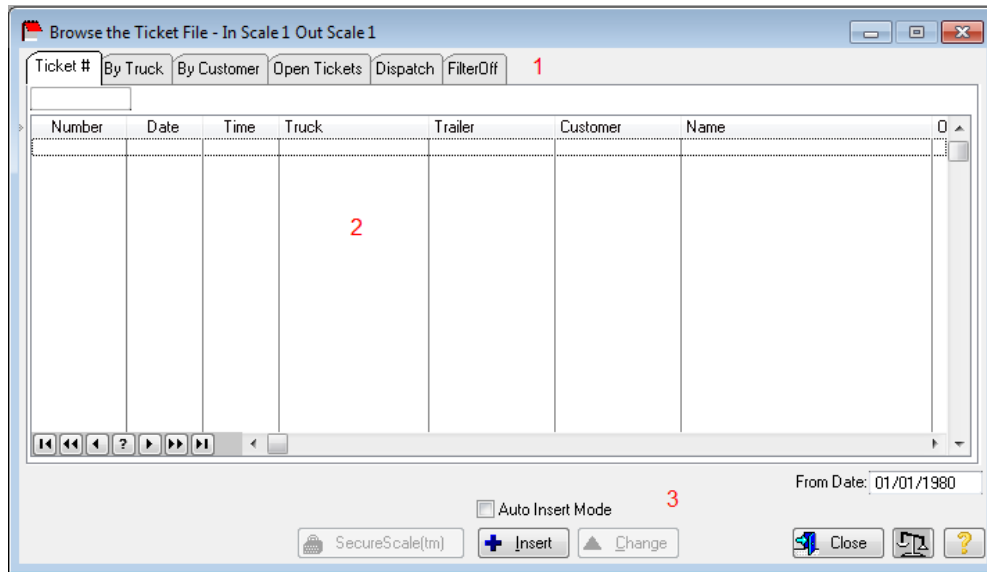 Browse the Ticket File - In Scale 1 Out Scale 1
Ticket # By Truck By Customer Open Tickets Dispatch FilterOff 1
Number Date Time Truck Trailer Customer Name O
2
?
From Date: 01/01/1980
Auto Insert Mode 3
SecureScale(tm) Insert Change Close ?